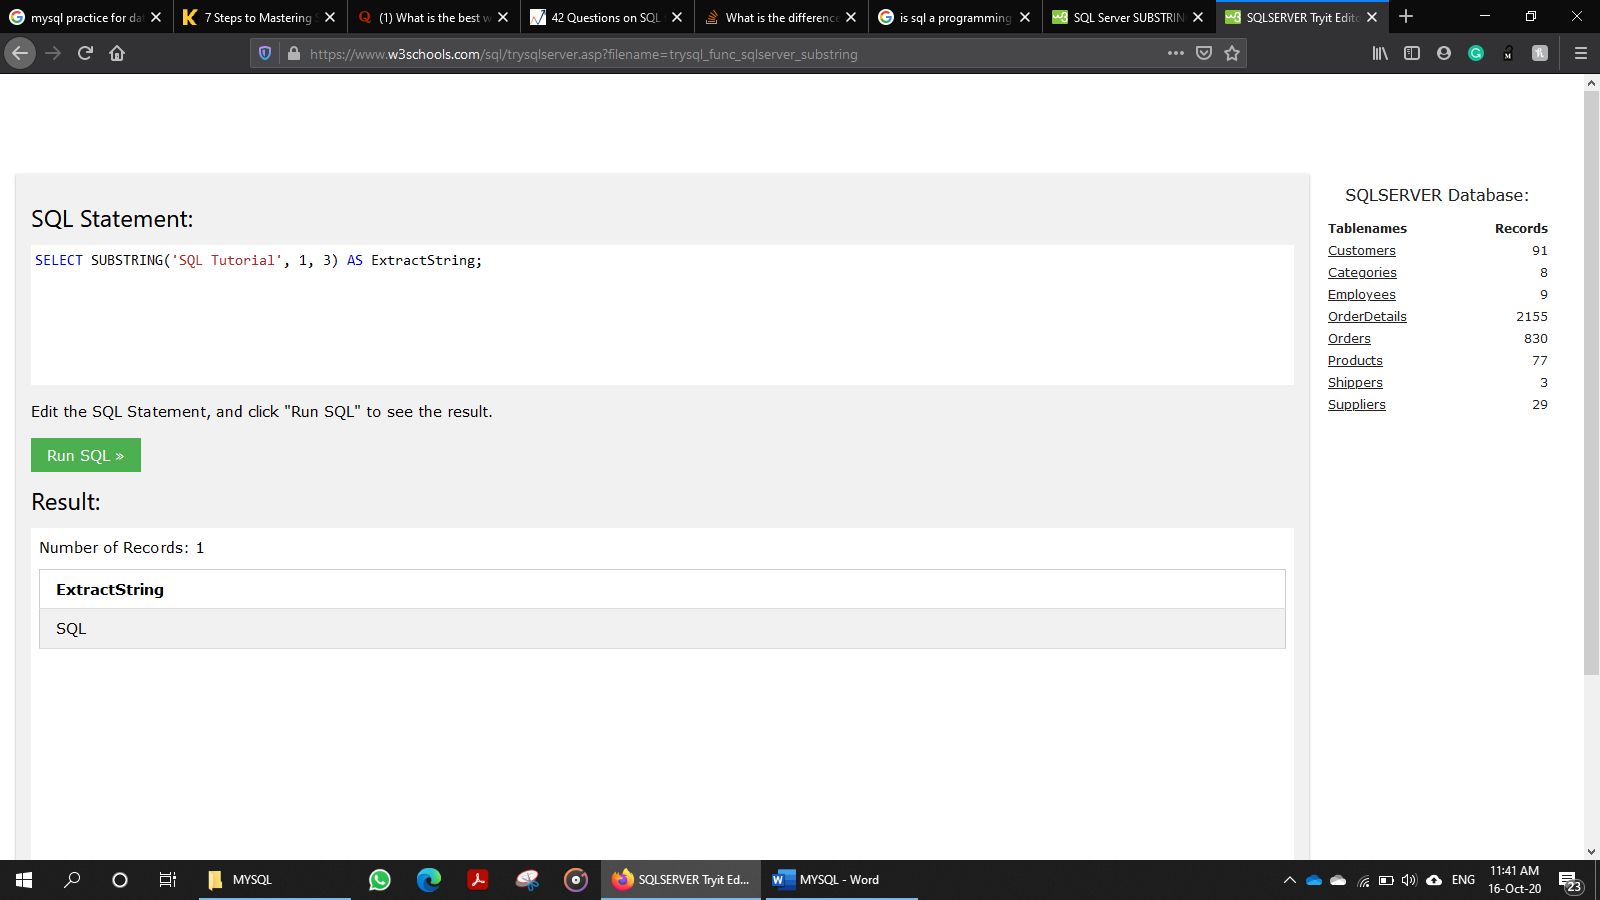 mysql practice for da
7 Steps to Mastering S
(1) What is the best w
42 Questions on SQL
What is the difference
is sql a programming
SQL Server SUBSTRIN
SQLSERVER Tryit Edito
https://www.w3schools.com/sql/trysqlserver.asp?filename=trysql_func_sqlserver_substring
SQL Statement:
SELECT SUBSTRING('SQL Tutorial', 1, 3) AS ExtractString;
Edit the SQL Statement, and click "Run SQL" to see the result.
Run SQL »
Result:
Number of Records: 1
ExtractString
SQL
SQLSERVER Database:
Tablenames Records
Customers 91
Categories 8
Employees 9
OrderDetails 2155
Orders 830
Products 77
Shippers 3
Suppliers 29
MYSQL
SQLSERVER Tryit Ed...
MYSQL - Word
ENG
11:41 AM
16-Oct-20
23